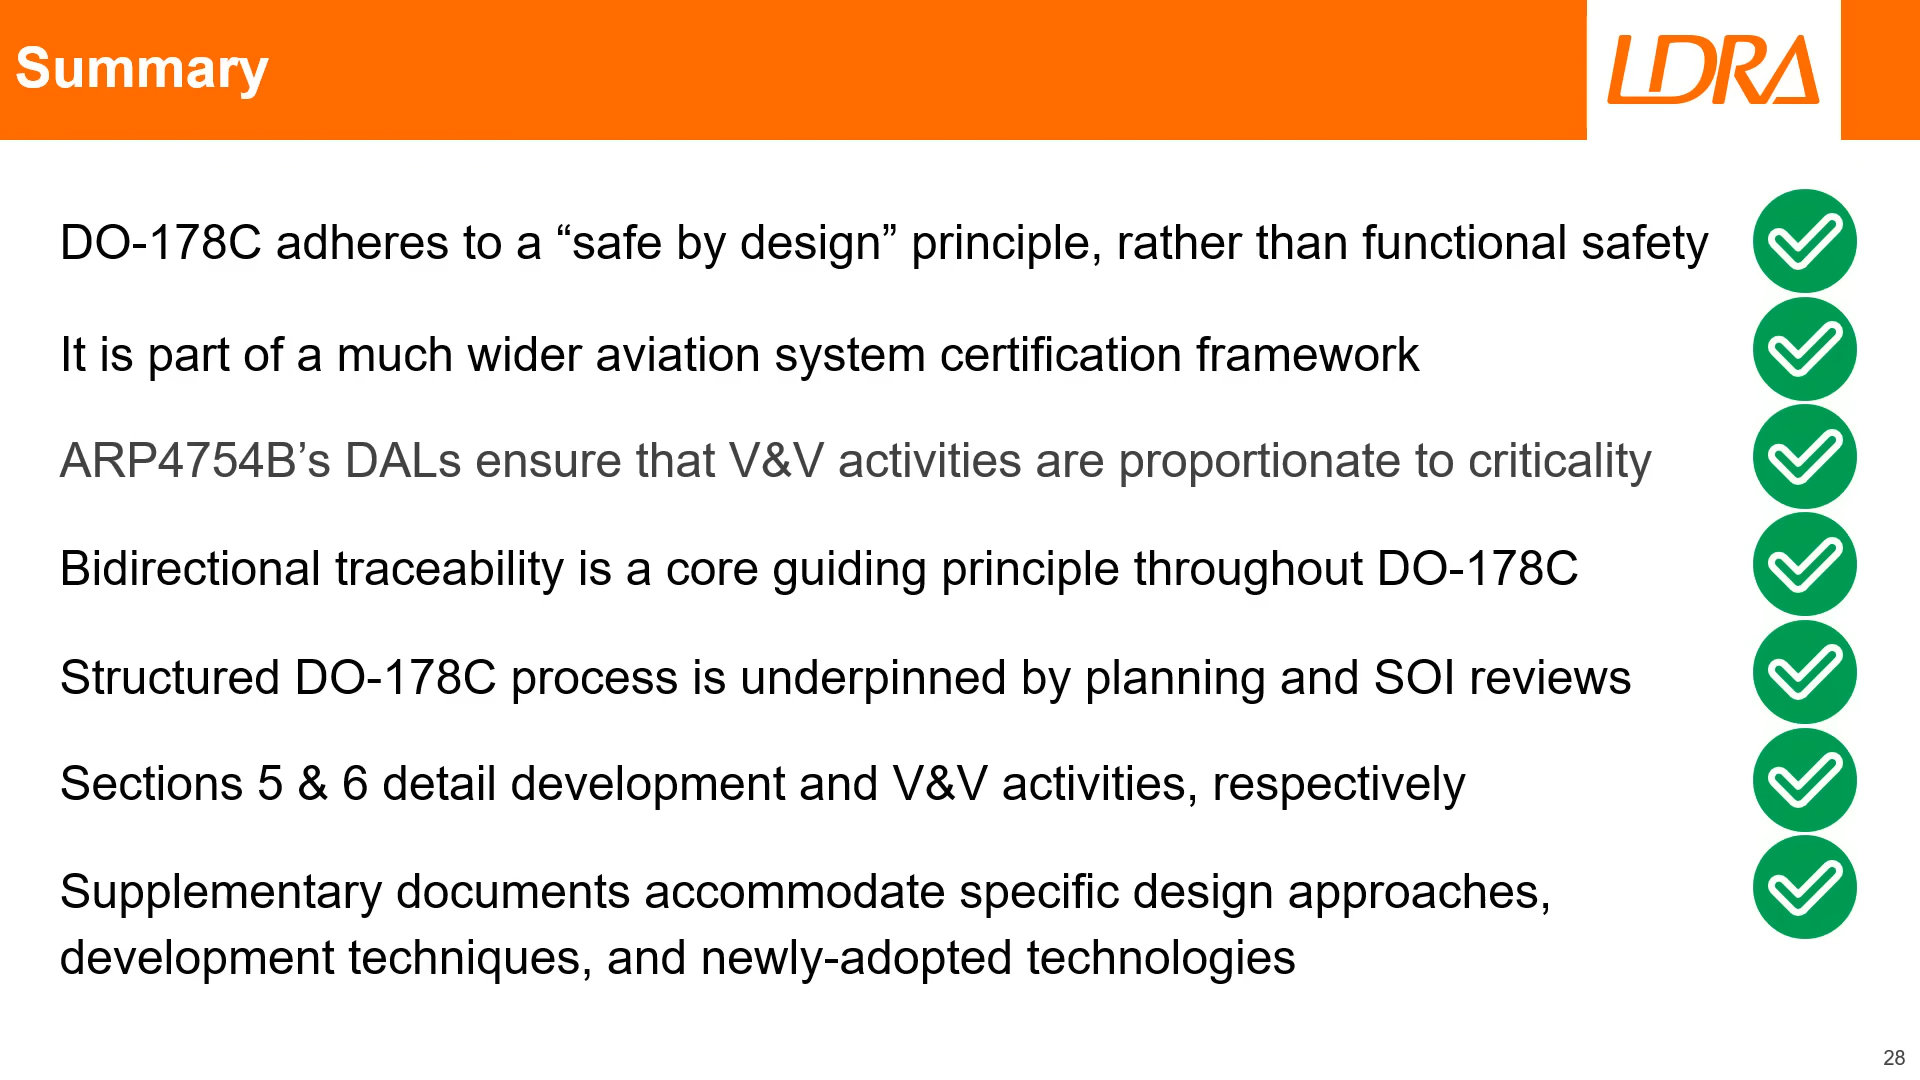 Summary
LDRA
DO-178C adheres to a “safe by design” principle, rather than functional safety
It is part of a much wider aviation system certification framework
ARP4754B’s DALs ensure that V&V activities are proportionate to criticality
Bidirectional traceability is a core guiding principle throughout DO-178C
Structured DO-178C process is underpinned by planning and SOI reviews
Sections 5 & 6 detail development and V&V activities, respectively
Supplementary documents accommodate specific design approaches,
development techniques, and newly-adopted technologies
28